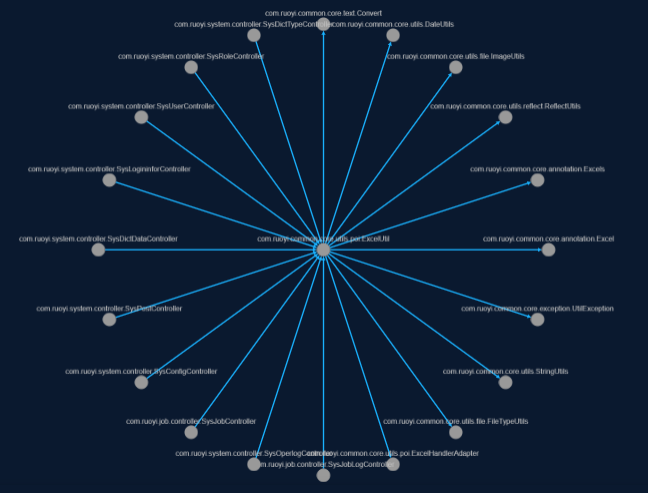 com.ruoyi.common.core.text.Convert
com.ruoyi.system.controller.SysDictTypeController
com.ruoyi.common.core.utils.DateUtils
com.ruoyi.system.controller.SysRoleController
com.ruoyi.common.core.utils.file.ImageUtils
com.ruoyi.system.controller.SysUserController
com.ruoyi.common.core.utils.reflect.ReflectUtils
com.ruoyi.system.controller.SysLogininforController
com.ruoyi.common.core.annotation.Excels
com.ruoyi.system.controller.SysDictDataController
com.ruoyi.common.core.utils.poi.ExcelUtil
com.ruoyi.common.core.annotation.Excel
com.ruoyi.system.controller.SysPostController
com.ruoyi.common.core.exception.UtilException
com.ruoyi.system.controller.SysConfigController
com.ruoyi.common.core.utils.StringUtils
com.ruoyi.job.controller.SysJobController
com.ruoyi.common.core.utils.file.FileTypeUtils
com.ruoyi.system.controller.SysOperlogController
com.ruoyi.common.core.utils.poi.ExcelHandlerAdapter
com.ruoyi.job.controller.SysJobLogController